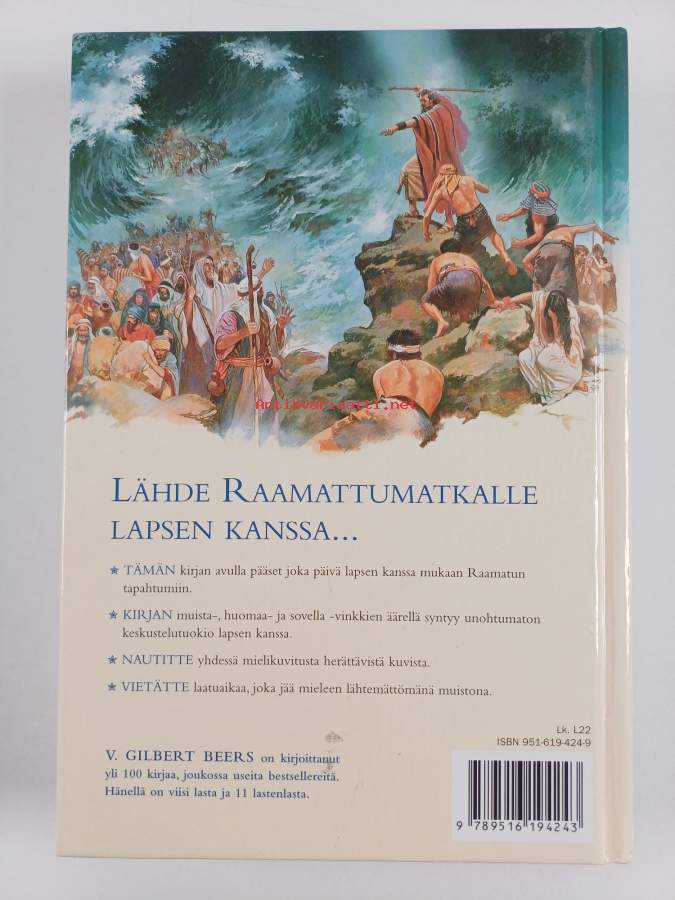 Antikvariaatti.net
LÄHDE RAAMATTUMATKALLE
LAPSEN KANSSA...
★ TÄMÄN kirjan avulla pääset joka päivä lapsen kanssa mukaan Raamatun
tapahtumiin.
★ KIRJAN muista-, huomaa- ja sovella -vinkkien äärellä syntyy unohtumaton
keskustelutuokio lapsen kanssa.
★ NAUTITTE yhdessä mielikuvitusta herättävistä kuvista.
★ VIETÄTTE laatuaikaa, joka jää mieleen lähtemättömänä muistona.
Lk. L22
ISBN 951-619-424-9
V. GILBERT BEERS on kirjoittanut
yli 100 kirjaa, joukossa useita bestsellereitä.
Hänellä on viisi lasta ja 11 lastenlasta.
9 789516 194243